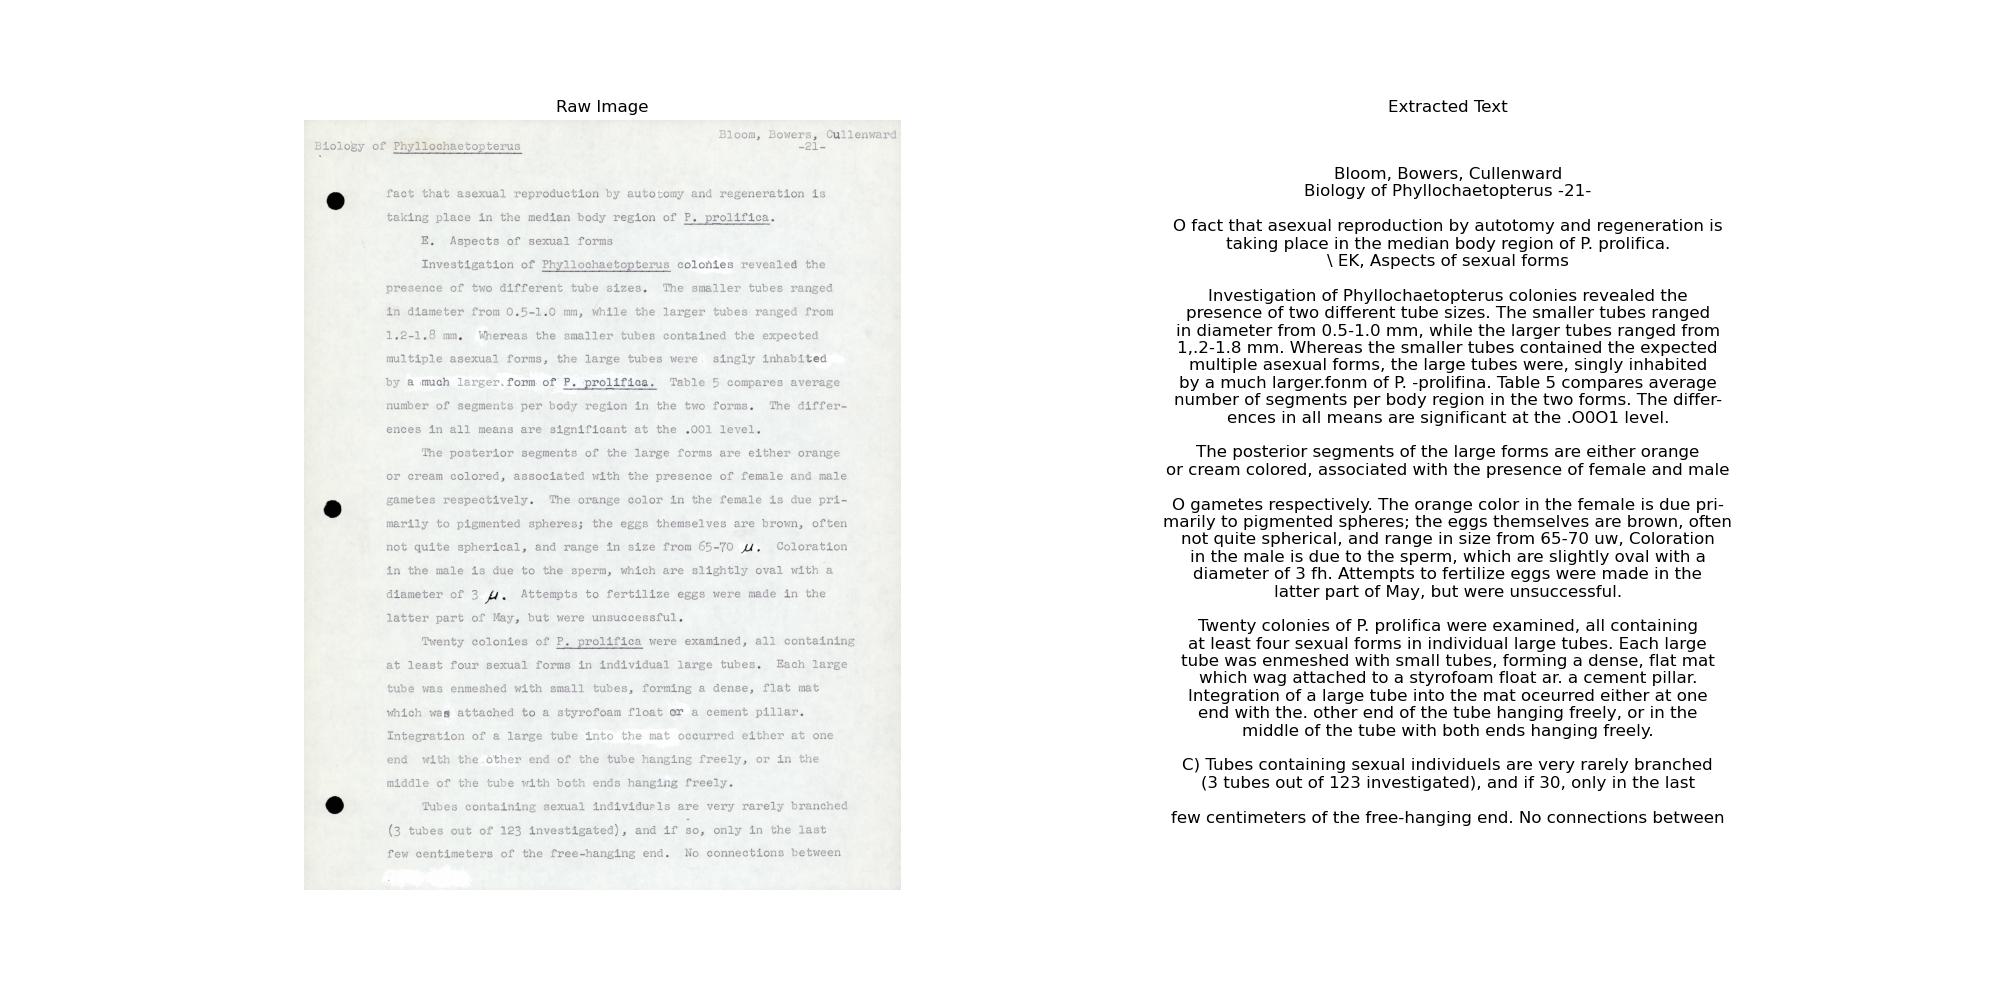 Raw Image
Bloom, Bowers, Cullenward
Biology of Phyllochaetopterus -21-
fact that asexual reproduction by autotomy and regeneration is
taking place in the median body region of P. prolifica.
E. Aspects of sexual forms
Investigation of Phyllochaetopterus colonies revealed the
presence of two different tube sizes. The smaller tubes ranged
in diameter from 0.5-1.0 mm, while the larger tubes ranged from
1.2-1.8 mm. Whereas the smaller tubes contained the expected
multiple asexual forms, the large tubes were singly inhabited
by a much larger.form of P. prolifica. Table 5 compares average
number of segments per body region in the two forms. The differ-
ences in all means are significant at the .001 level.
The posterior segments of the large forms are either orange
or cream colored, associated with the presence of female and male
gametes respectively. The orange color in the female is due pri-
marily to pigmented spheres; the eggs themselves are brown, often
not quite spherical, and range in size from 65-70 μ. Coloration
in the male is due to the sperm, which are slightly oval with a
diameter of 3 μ. Attempts to fertilize eggs were made in the
latter part of May, but were unsuccessful.
Twenty colonies of P. prolifica were examined, all containing
at least four sexual forms in individual large tubes. Each large
tube was enmeshed with small tubes, forming a dense, flat mat
which was attached to a styrofoam float or a cement pillar.
Integration of a large tube into the mat occurred either at one
end with the other end of the tube hanging freely, or in the
middle of the tube with both ends hanging freely.
Tubes containing sexual individuals are very rarely branched
(3 tubes out of 123 investigated), and if so, only in the last
few centimeters of the free-hanging end. No connections between
Extracted Text
Bloom, Bowers, Cullenward
Biology of Phyllochaetopterus -21-
O fact that asexual reproduction by autotomy and regeneration is
taking place in the median body region of P. prolifica.
\ EK, Aspects of sexual forms
Investigation of Phyllochaetopterus colonies revealed the
presence of two different tube sizes. The smaller tubes ranged
in diameter from 0.5-1.0 mm, while the larger tubes ranged from
1,.2-1.8 mm. Whereas the smaller tubes contained the expected
multiple asexual forms, the large tubes were, singly inhabited
by a much larger.fonm of P. -prolifina. Table 5 compares average
number of segments per body region in the two forms. The differ-
ences in all means are significant at the .O0O1 level.
The posterior segments of the large forms are either orange
or cream colored, associated with the presence of female and male
O gametes respectively. The orange color in the female is due pri-
marily to pigmented spheres; the eggs themselves are brown, often
not quite spherical, and range in size from 65-70 uw, Coloration
in the male is due to the sperm, which are slightly oval with a
diameter of 3 fh. Attempts to fertilize eggs were made in the
latter part of May, but were unsuccessful.
Twenty colonies of P. prolifica were examined, all containing
at least four sexual forms in individual large tubes. Each large
tube was enmeshed with small tubes, forming a dense, flat mat
which wag attached to a styrofoam float ar. a cement pillar.
Integration of a large tube into the mat oceurred either at one
end with the. other end of the tube hanging freely, or in the
middle of the tube with both ends hanging freely.
C) Tubes containing sexual individuels are very rarely branched
(3 tubes out of 123 investigated), and if 30, only in the last
few centimeters of the free-hanging end. No connections between